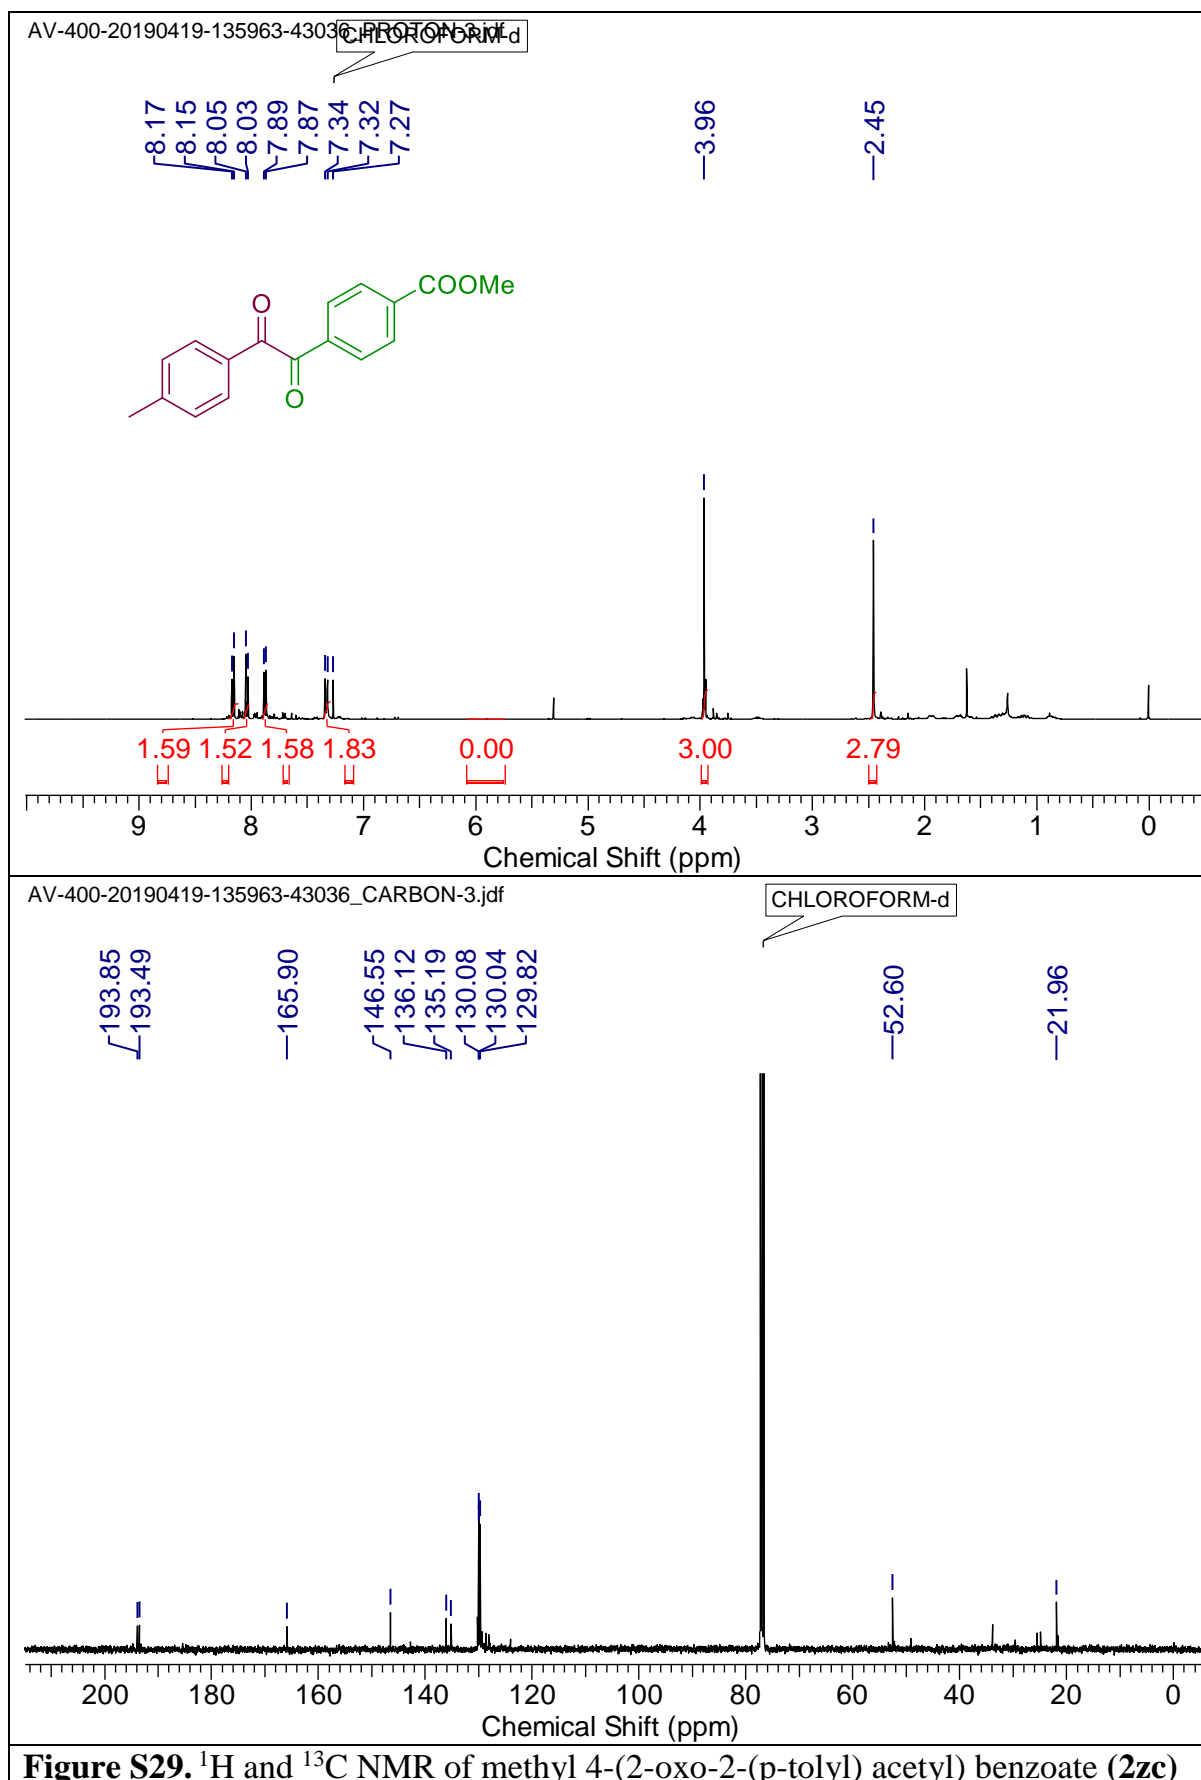 AV-400-20190419-135963-43036_PROTON-3.jdf
CHLOROFORM-d
8.17
8.15
8.05
8.03
7.89
7.87
7.34
7.32
7.27
3.96
2.45
COOMe
O
O
1.59 1.52 1.58 1.83 0.00 3.00 2.79
9 8 7 6 5 4 3 2 1 0
Chemical Shift (ppm)
AV-400-20190419-135963-43036_CARBON-3.jdf
CHLOROFORM-d
193.85
193.49
165.90
146.55
136.12
135.19
130.08
130.04
129.82
52.60
21.96
200 180 160 140 120 100 80 60 40 20 0
Chemical Shift (ppm)
Figure S29. ¹H and ¹³C NMR of methyl 4-(2-oxo-2-(p-tolyl) acetyl) benzoate (2zc)